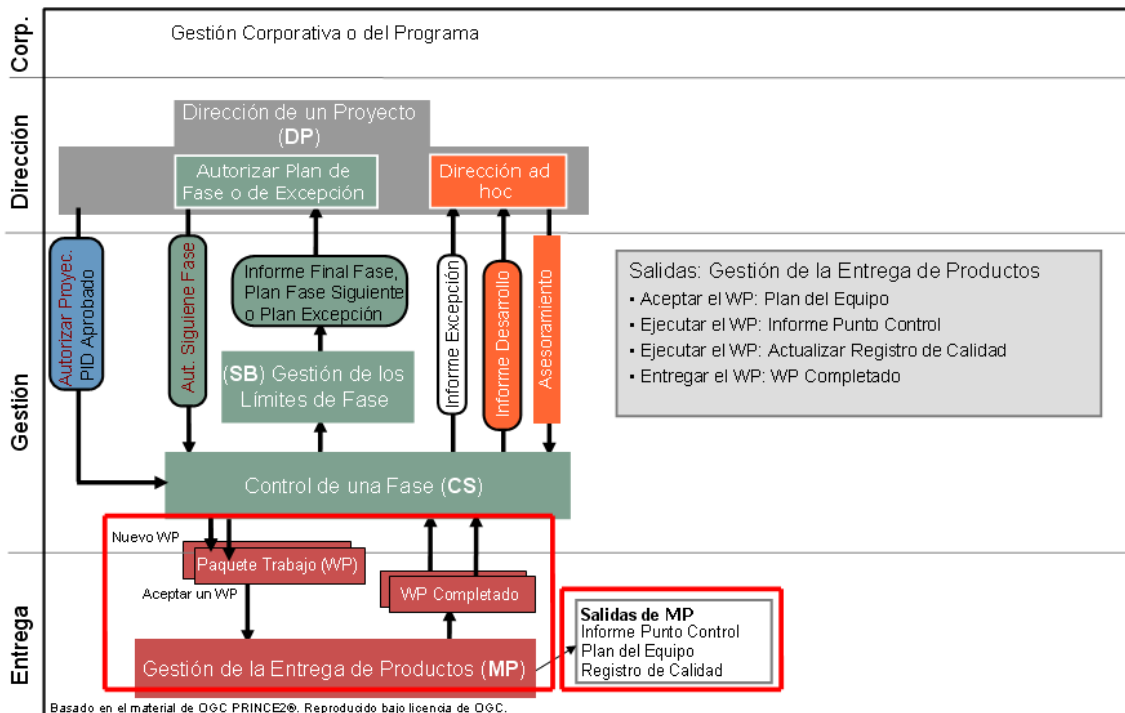 Corp.
Gestión Corporativa o del Programa
Dirección
Dirección de un Proyecto
(DP)
Autorizar Plan de
Fase o de Excepción
Dirección ad
hoc
Gestión
Autorizar Proyec.
PID Aprobado
Aut. Siguiene Fase
Informe Final Fase,
Plan Fase Siguiente
o Plan Excepción
(SB) Gestión de los
Límites de Fase
Informe Excepción
Informe Desarrollo
Asesoramiento
Salidas: Gestión de la Entrega de Productos
• Aceptar el WP: Plan del Equipo
• Ejecutar el WP: Informe Punto Control
• Ejecutar el WP: Actualizar Registro de Calidad
• Entregar el WP: WP Completado
Control de una Fase (CS)
Entrega
Nuevo WP
Paquete Trabajo (WP)
Aceptar un WP
WP Completado
Gestión de la Entrega de Productos (MP)
Salidas de MP
Informe Punto Control
Plan del Equipo
Registro de Calidad
Basado en el material de OGC PRINCE2®. Reproducido bajo licencia de OGC.